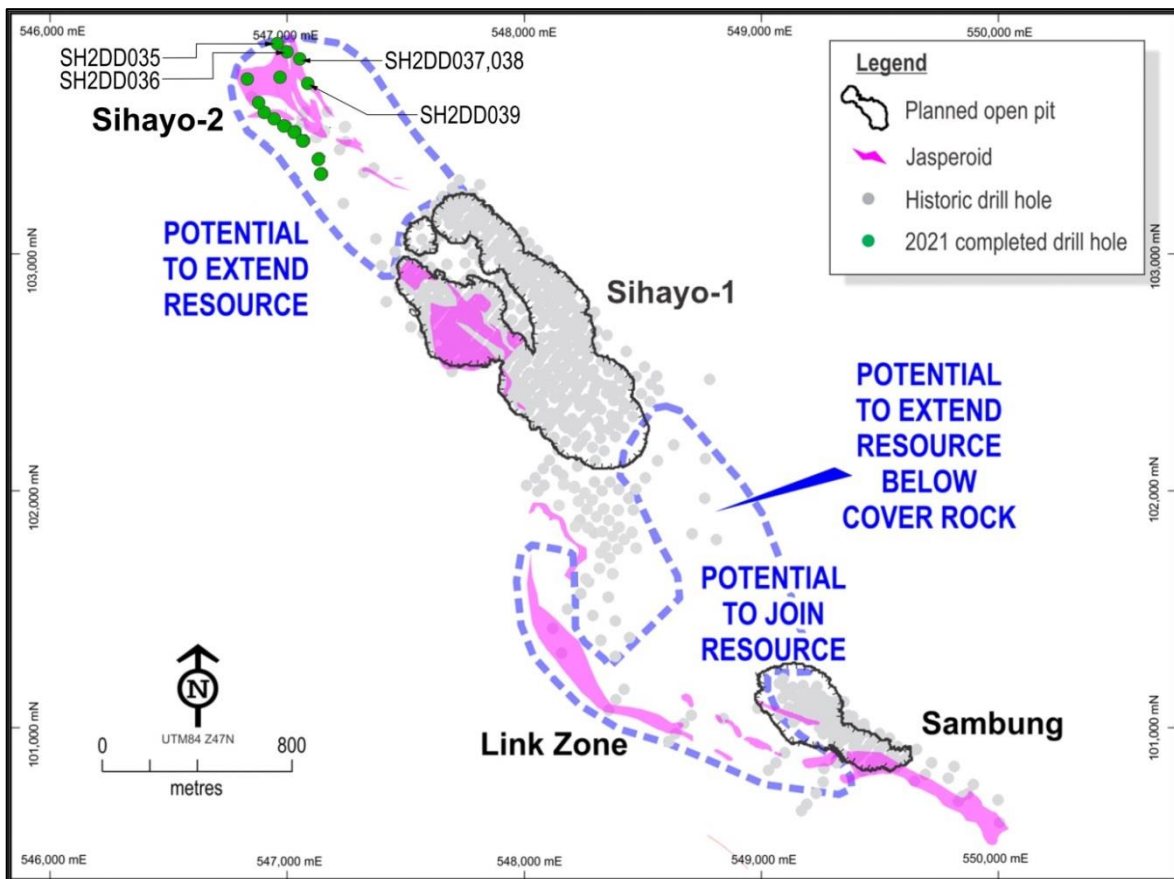 546,000 mE
547,000 mE
548,000 mE
549,000 mE
550,000 mE
SH2DD035
SH2DD036
SH2DD037,038
SH2DD039
Sihayo-2
Legend
Planned open pit
Jasperoid
Historic drill hole
2021 completed drill hole
103,000 mN
103,000 mN
POTENTIAL
TO EXTEND
RESOURCE
Sihayo-1
POTENTIAL
TO EXTEND
RESOURCE
BELOW
COVER ROCK
102,000 mN
102,000 mN
POTENTIAL
TO JOIN
RESOURCE
N
UTM84 Z47N
0
800
metres
Link Zone
Sambung
101,000 mN
101,000 mN
546,000 mE
547,000 mE
548,000 mE
549,000 mE
550,000 mE